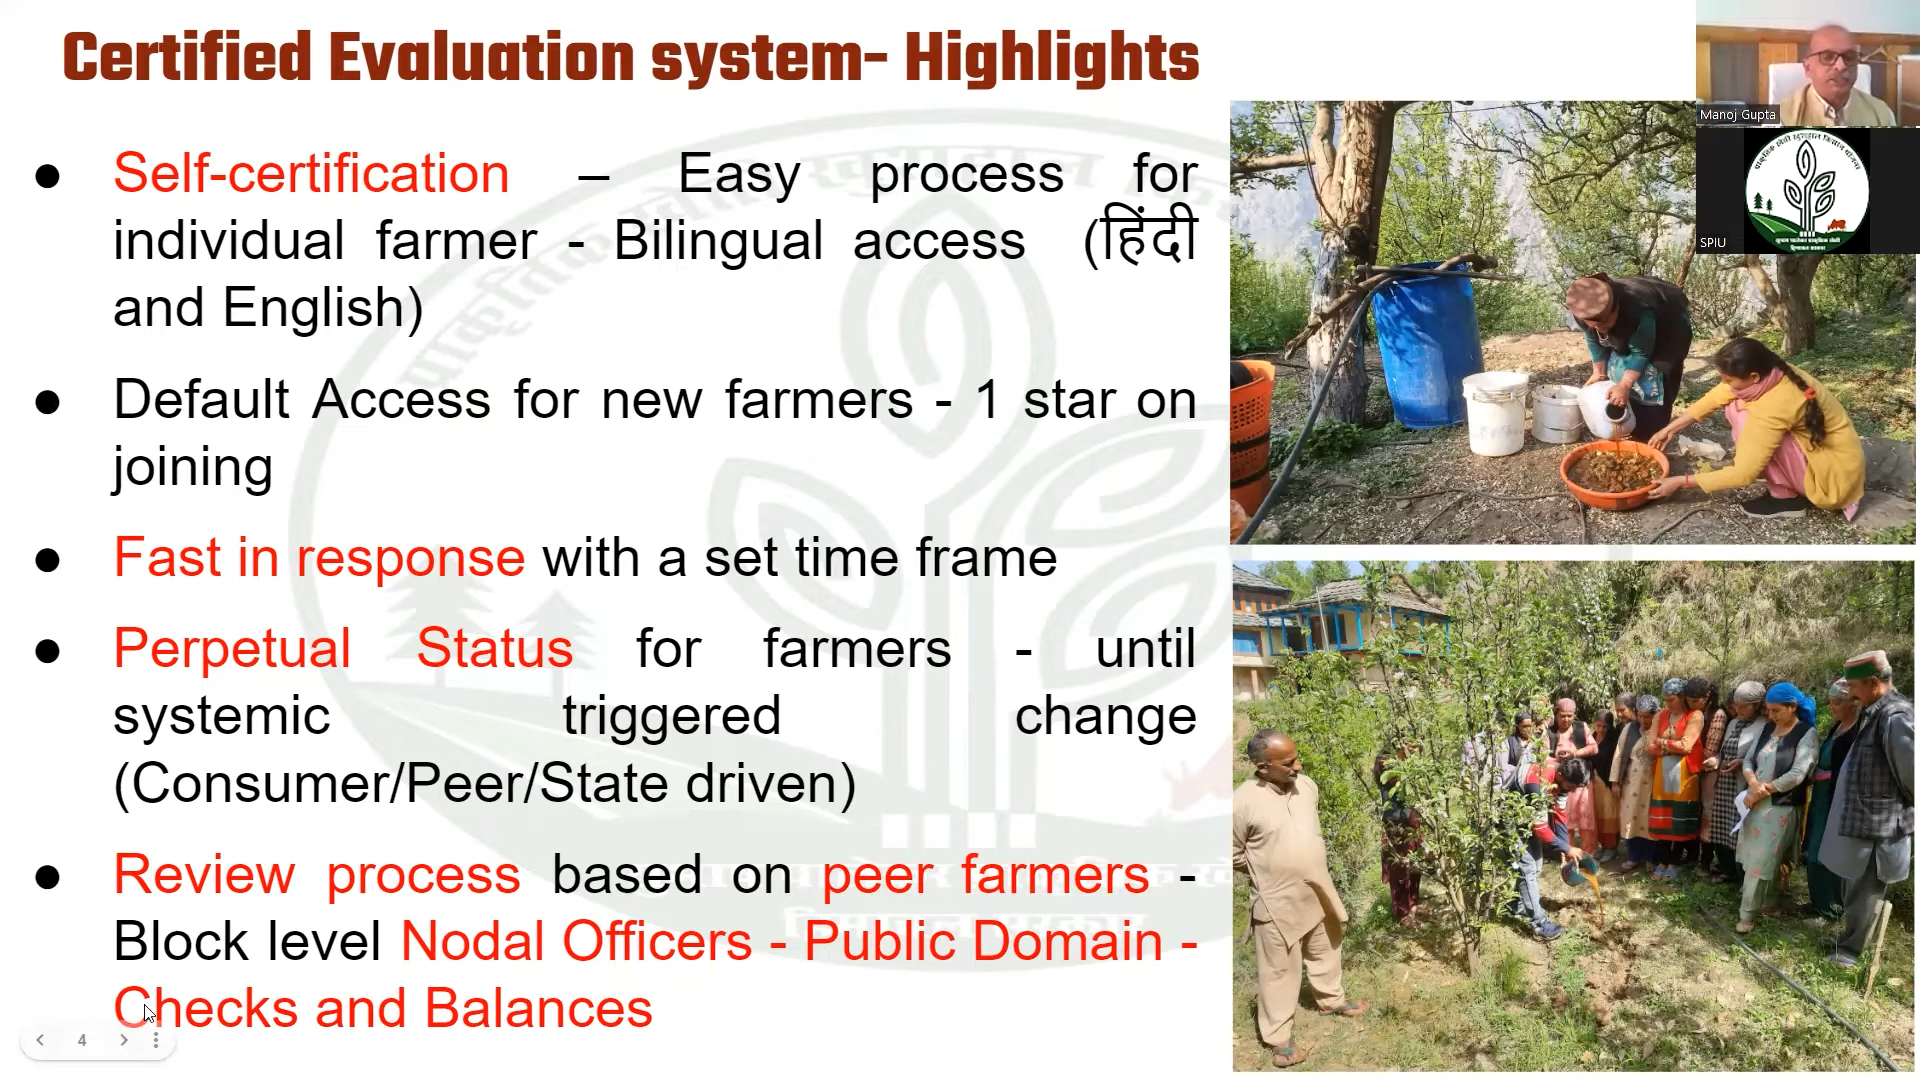 Certified Evaluation system- Highlights
● Self-certification – Easy process for
individual farmer - Bilingual access (हिंदी
and English)
● Default Access for new farmers - 1 star on
joining
● Fast in response with a set time frame
● Perpetual Status for farmers - until
systemic triggered change
(Consumer/Peer/State driven)
● Review process based on peer farmers -
Block level Nodal Officers - Public Domain -
Checks and Balances
4
Manoj Gupta
SPIU